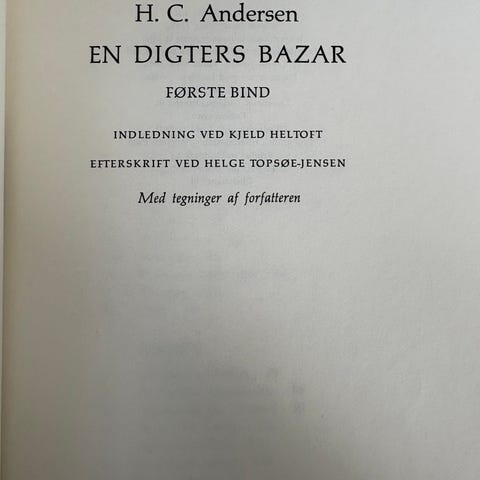 H. C. Andersen
EN DIGTERS BAZAR
FØRSTE BIND
INDLEDNING VED KJELD HELTOFT
EFTERSKRIFT VED HELGE TOPSØE-JENSEN
Med tegninger af forfatteren